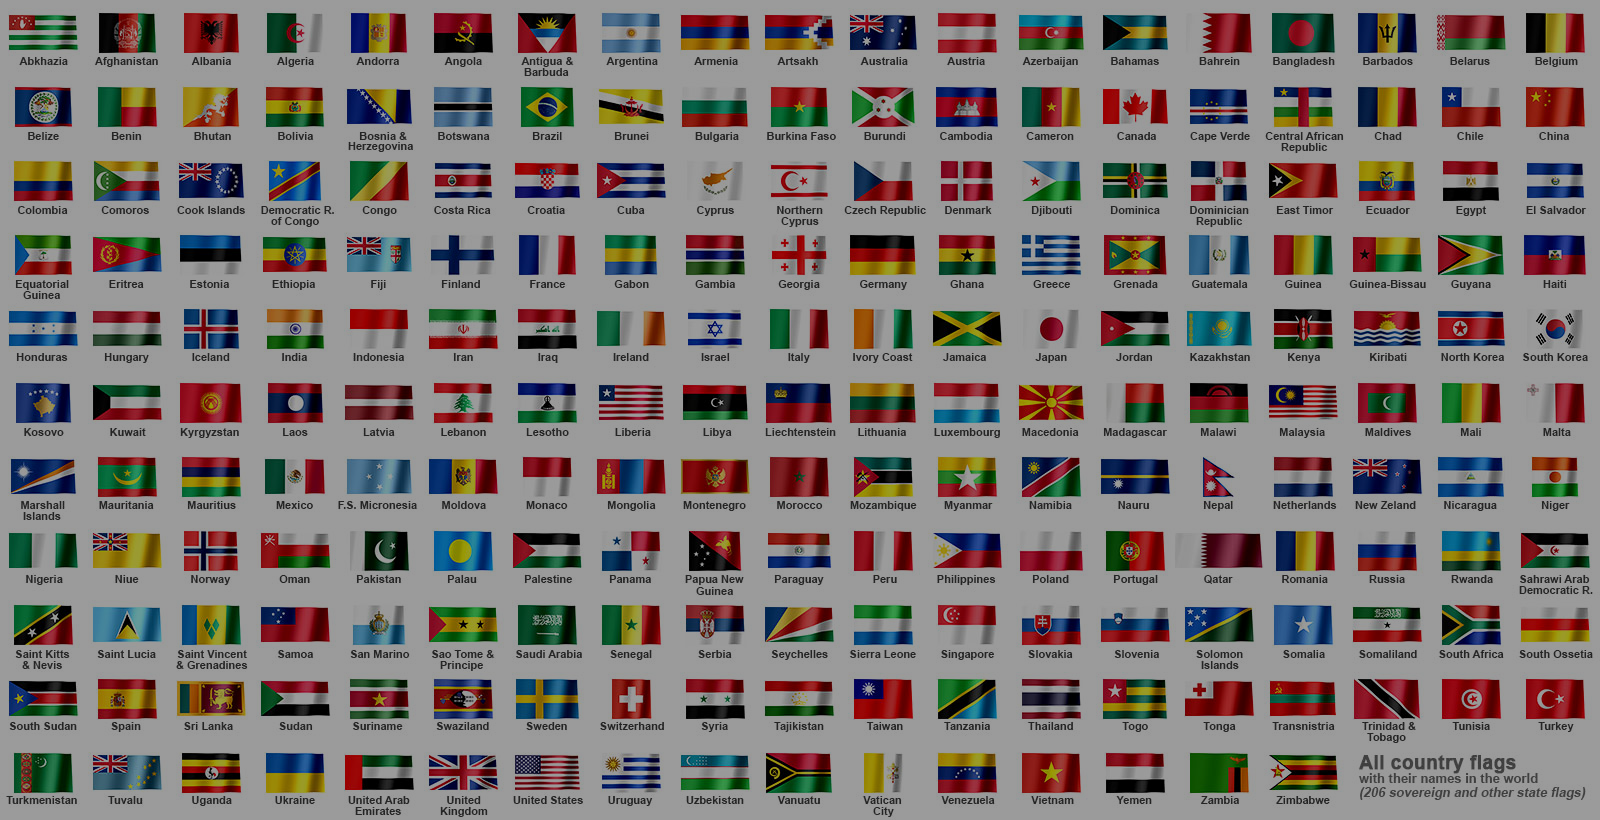 Abkhazia Afghanistan Albania Algeria Andorra Angola Antigua & Barbuda Argentina Armenia Artsakh Australia Austria Azerbaijan Bahamas Bahrein Bangladesh Barbados Belarus Belgium
Belize Benin Bhutan Bolivia Bosnia & Herzegovina Botswana Brazil Brunei Bulgaria Burkina Faso Burundi Cambodia Cameron Canada Cape Verde Central African Republic Chad Chile China
Colombia Comoros Cook Islands Democratic R. of Congo Congo Costa Rica Croatia Cuba Cyprus Northern Cyprus Czech Republic Denmark Djibouti Dominica Dominician Republic East Timor Ecuador Egypt El Salvador
Equatorial Guinea Eritrea Estonia Ethiopia Fiji Finland France Gabon Gambia Georgia Germany Ghana Greece Grenada Guatemala Guinea Guinea-Bissau Guyana Haiti
Honduras Hungary Iceland India Indonesia Iran Iraq Ireland Israel Italy Ivory Coast Jamaica Japan Jordan Kazakhstan Kenya Kiribati North Korea South Korea
Kosovo Kuwait Kyrgyzstan Laos Latvia Lebanon Lesotho Liberia Libya Liechtenstein Lithuania Luxembourg Macedonia Madagascar Malawi Malaysia Maldives Mali Malta
Marshall Islands Mauritania Mauritius Mexico F.S. Micronesia Moldova Monaco Mongolia Montenegro Morocco Mozambique Myanmar Namibia Nauru Nepal Netherlands New Zeland Nicaragua Niger
Nigeria Niue Norway Oman Pakistan Palau Palestine Panama Papua New Guinea Paraguay Peru Philippines Poland Portugal Qatar Romania Russia Rwanda Sahrawi Arab Democratic R.
Saint Kitts & Nevis Saint Lucia Saint Vincent & Grenadines Samoa San Marino Sao Tome & Principe Saudi Arabia Senegal Serbia Seychelles Sierra Leone Singapore Slovakia Slovenia Solomon Islands Somalia Somaliland South Africa South Ossetia
South Sudan Spain Sri Lanka Sudan Suriname Swaziland Sweden Switzerhand Syria Tajikistan Taiwan Tanzania Thailand Togo Tonga Transnistria Trinidad & Tobago Tunisia Turkey
Turkmenistan Tuvalu Uganda Ukraine United Arab Emirates United Kingdom United States Uruguay Uzbekistan Vanuatu Vatican City Venezuela Vietnam Yemen Zambia Zimbabwe
All country flags
with their names in the world
(206 sovereign and other state flags)